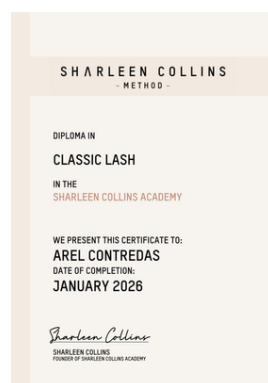 SHARLEEN COLLINS
- METHOD -
DIPLOMA IN
CLASSIC LASH
IN THE
SHARLEEN COLLINS ACADEMY
WE PRESENT THIS CERTIFICATE TO:
AREL CONTREDAS
DATE OF COMPLETION:
JANUARY 2026
Sharleen Collins
SHARLEEN COLLINS
FOUNDER OF SHARLEEN COLLINS ACADEMY